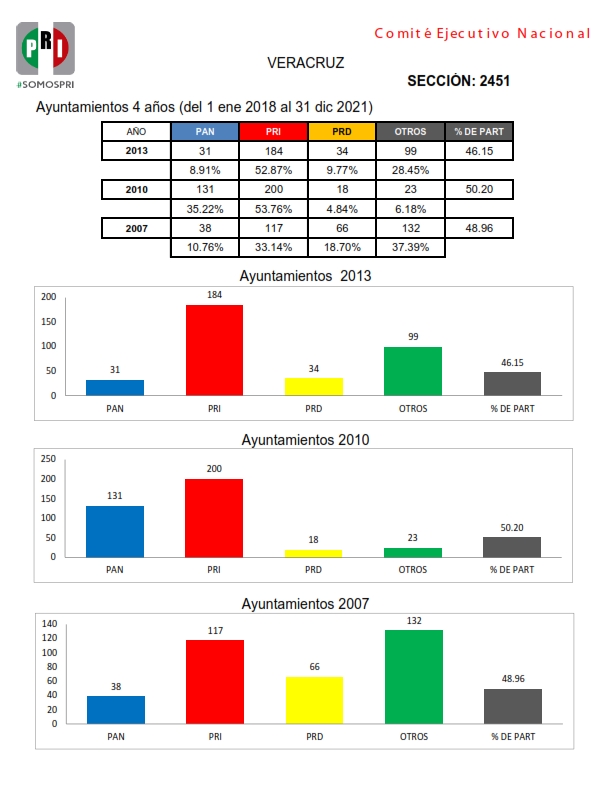 Comité Ejecutivo Nacional
PRI
#SOMOSPRI
VERACRUZ
SECCIÓN: 2451
Ayuntamientos 4 años (del 1 ene 2018 al 31 dic 2021)
AÑO PAN PRI PRD OTROS % DE PART
2013 31 184 34 99 46.15
8.91% 52.87% 9.77% 28.45%
2010 131 200 18 23 50.20
35.22% 53.76% 4.84% 6.18%
2007 38 117 66 132 48.96
10.76% 33.14% 18.70% 37.39%
Ayuntamientos 2013
200
150
100
50
0
31 184 34 99 46.15
PAN PRI PRD OTROS % DE PART
Ayuntamientos 2010
250
200
150
100
50
0
131 200 18 23 50.20
PAN PRI PRD OTROS % DE PART
Ayuntamientos 2007
140
120
100
80
60
40
20
0
38 117 66 132 48.96
PAN PRI PRD OTROS % DE PART